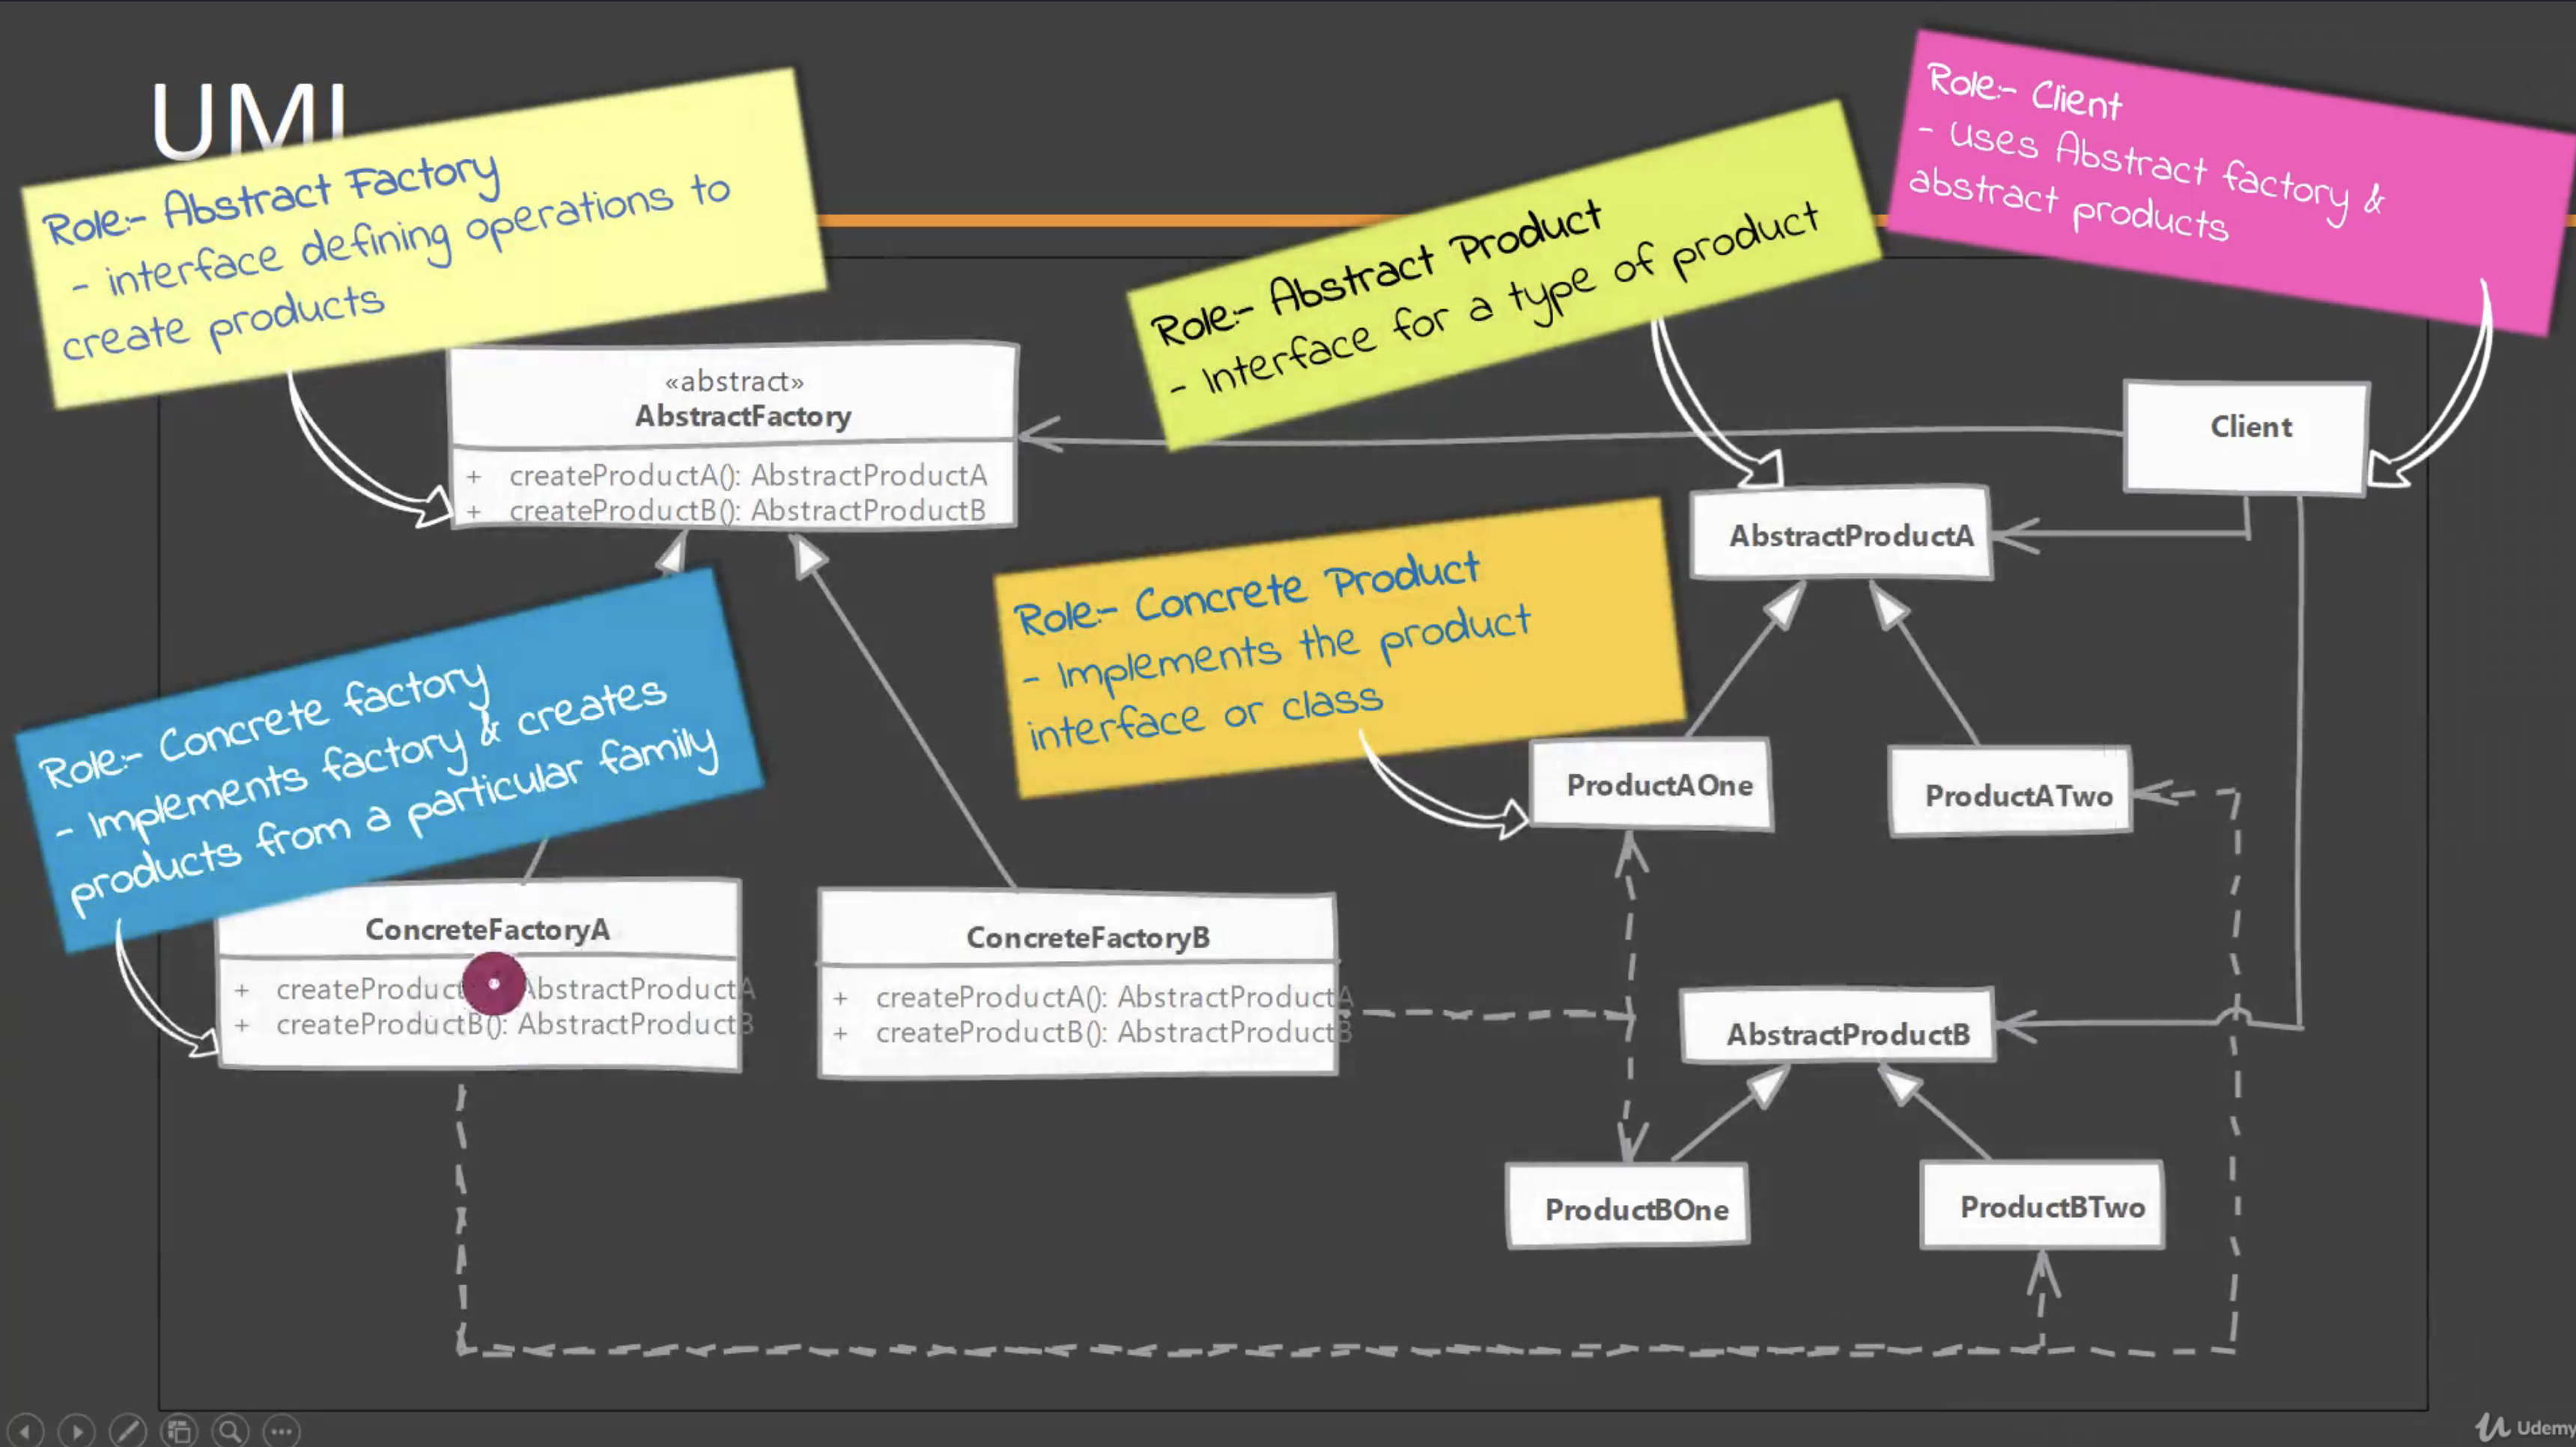 UML
Role:- Abstract Factory
- interface defining operations to
create products
Role:- Abstract Product
- Interface for a type of product
Role:- Client
- uses Abstract factory &
abstract products
«abstract»
AbstractFactory
+ createProductA(): AbstractProductA
+ createProductB(): AbstractProductB
Client
AbstractProductA
Role:- Concrete Product
- Implements the product
interface or class
Role:- Concrete factory
- Implements factory & creates
products from a particular family
ProductAOne
ProductATwo
ConcreteFactoryA
+ createProduct AbstractProductA
+ createProductB(): AbstractProductB
ConcreteFactoryB
+ createProductA(): AbstractProductA
+ createProductB(): AbstractProductB
AbstractProductB
ProductBOne
ProductBTwo
Udemy